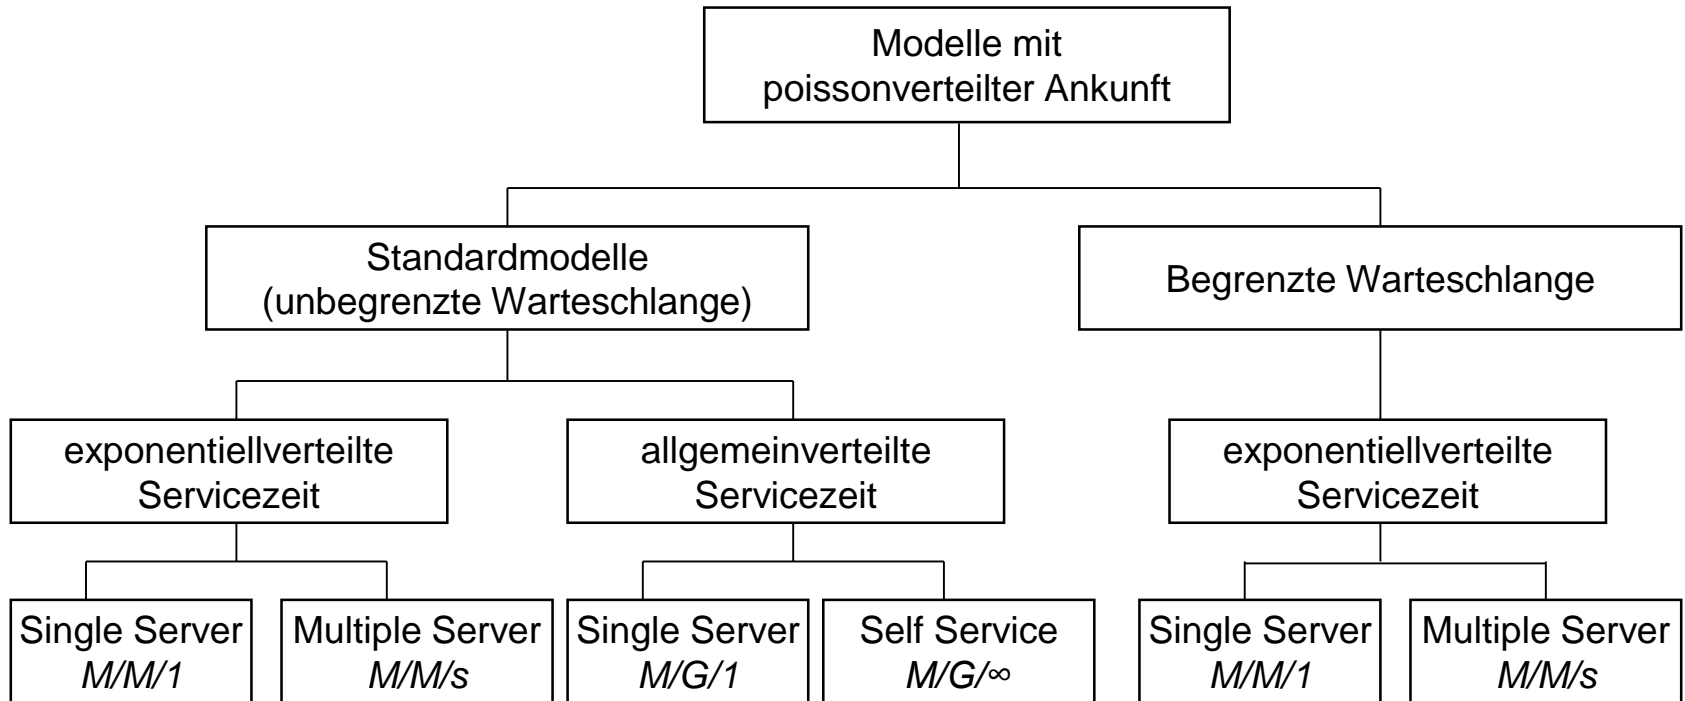 Modelle mit
poissonverteilter Ankunft
Standardmodelle
(unbegrenzte Warteschlange)
Begrenzte Warteschlange
exponentiellverteilte
Servicezeit
allgemeinverteilte
Servicezeit
exponentiellverteilte
Servicezeit
Single Server
M/M/1
Multiple Server
M/M/s
Single Server
M/G/1
Self Service
M/G/∞
Single Server
M/M/1
Multiple Server
M/M/s